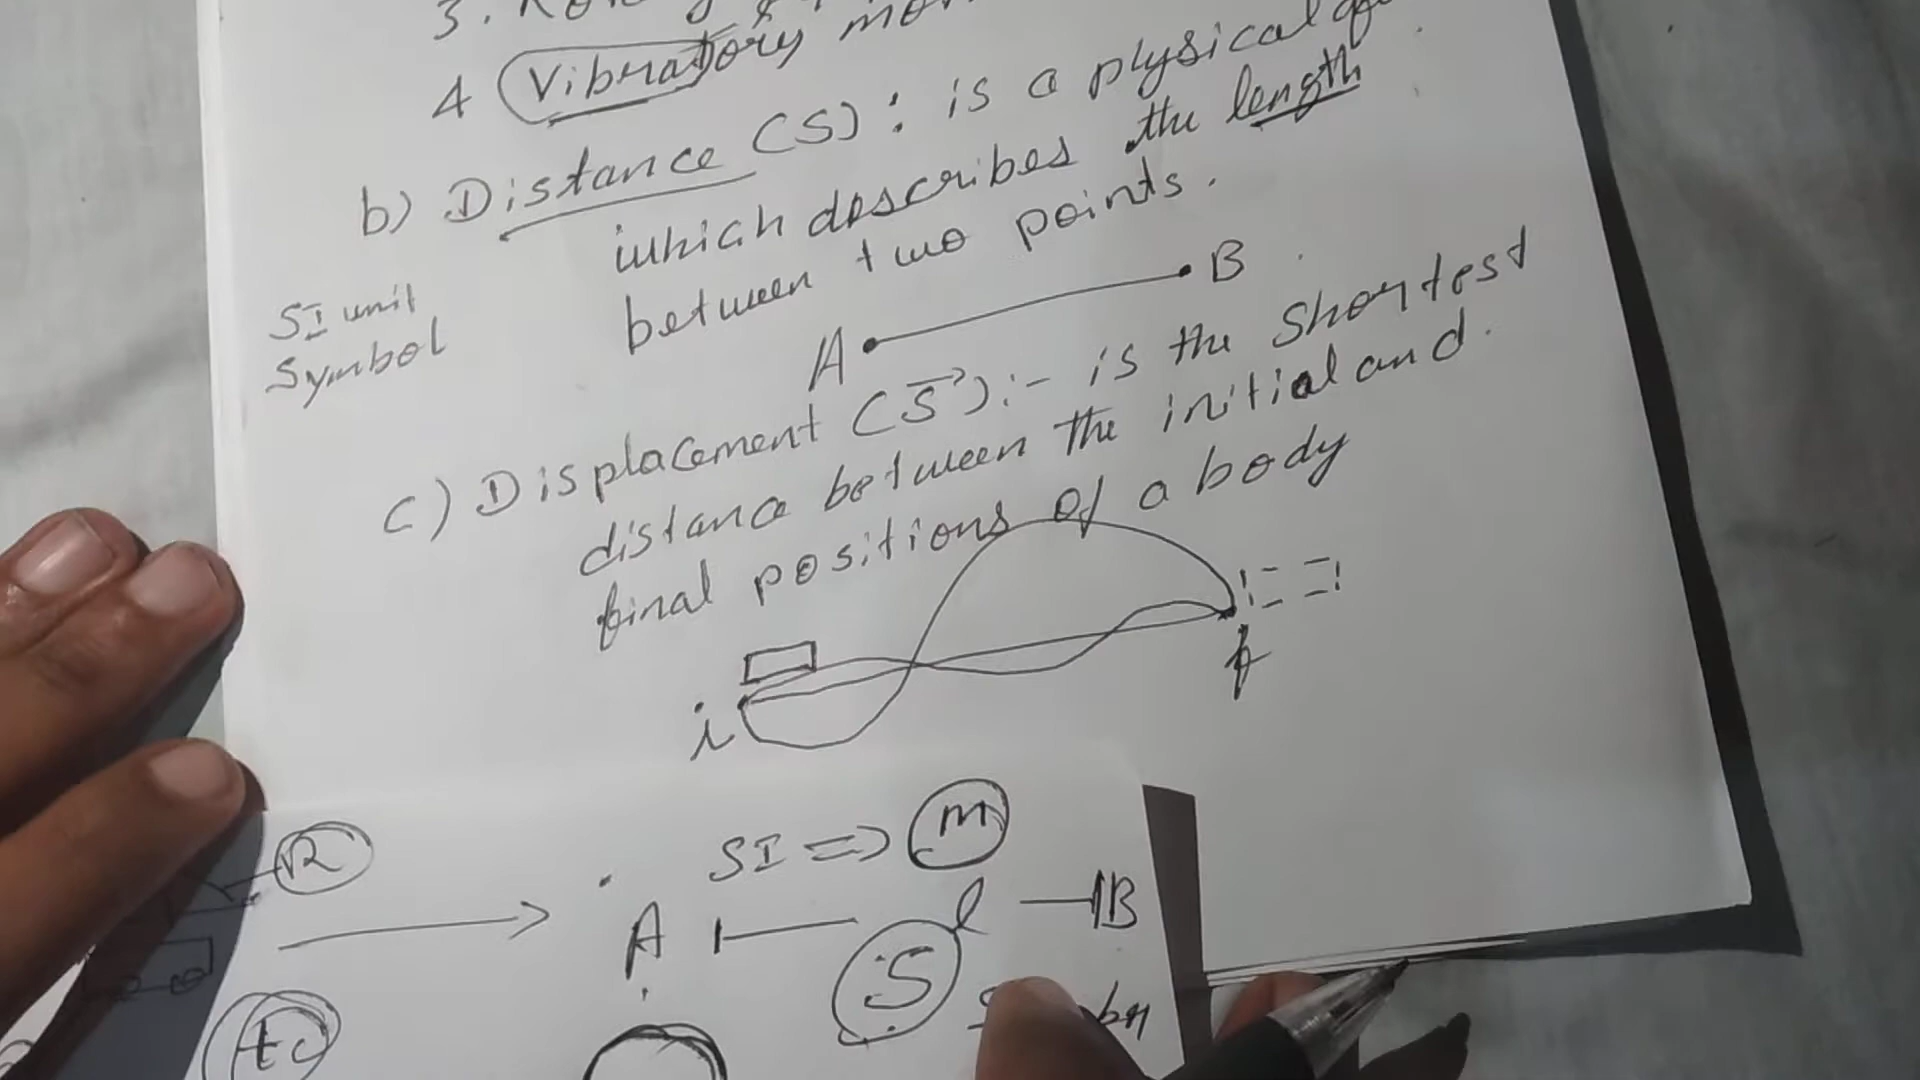 3.
4 Vibratory
b) Distance (S): is a physical
which describes the length
between two points.
SI unit
Symbol
A B
c) Displacement (S):- is the shortest
distance between the initial and
final positions of a body
i f
SI => m
A l B
S